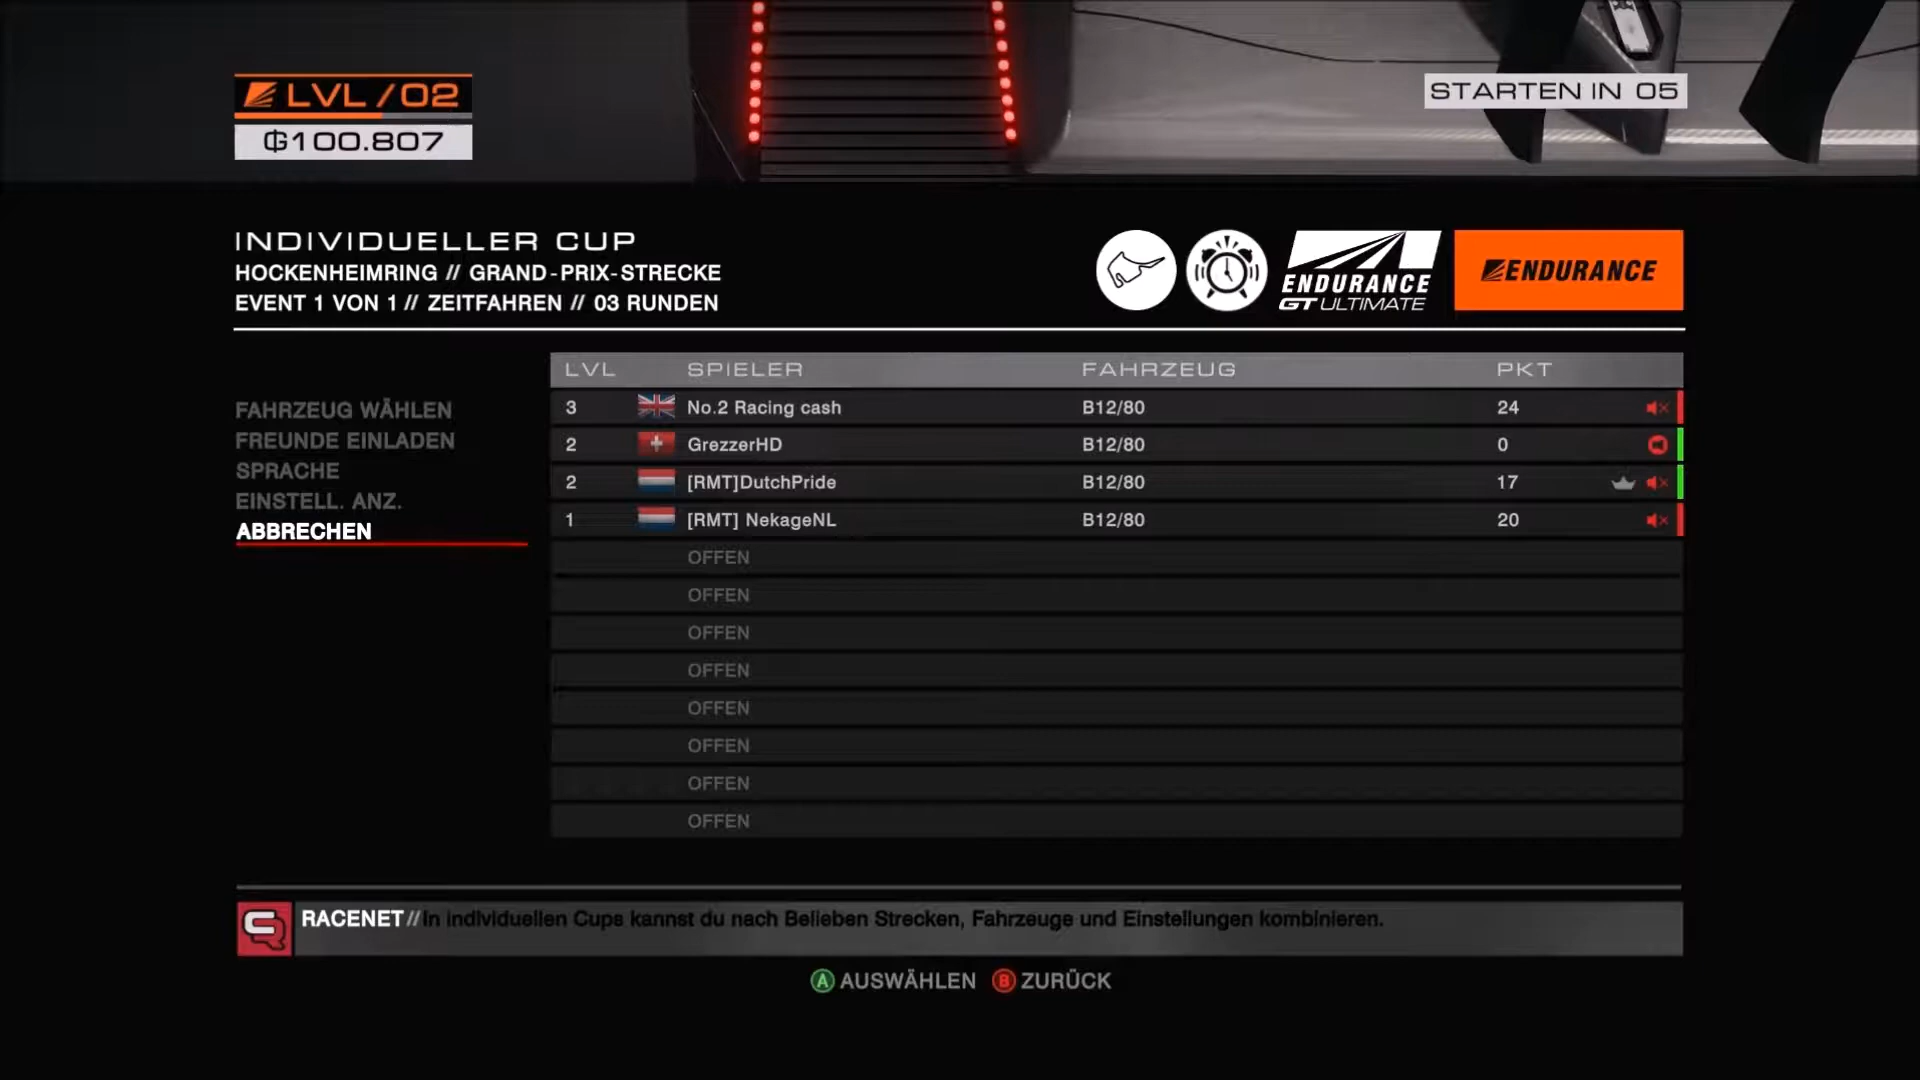 LVL/02
₲100.807
STARTEN IN 05
INDIVIDUELLER CUP
HOCKENHEIMRING // GRAND-PRIX-STRECKE
EVENT 1 VON 1 // ZEITFAHREN // 03 RUNDEN
ENDURANCE
GT ULTIMATE
ENDURANCE
FAHRZEUG WÄHLEN
FREUNDE EINLADEN
SPRACHE
EINSTELL. ANZ.
ABBRECHEN
LVL SPIELER FAHRZEUG PKT
3 No.2 Racing cash B12/80 24
2 GrezzerHD B12/80 0
2 [RMT]DutchPride B12/80 17
1 [RMT] NekageNL B12/80 20
OFFEN
OFFEN
OFFEN
OFFEN
OFFEN
OFFEN
OFFEN
OFFEN
RACENET // In individuellen Cups kannst du nach Belieben Strecken, Fahrzeuge und Einstellungen kombinieren.
A AUSWÄHLEN B ZURÜCK